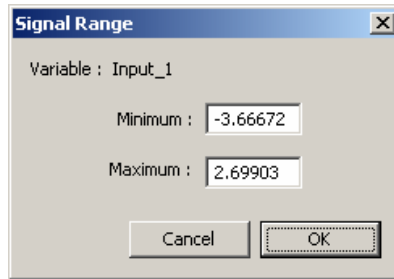 Signal Range
Variable : Input_1
Minimum : -3.66672
Maximum : 2.69903
Cancel OK